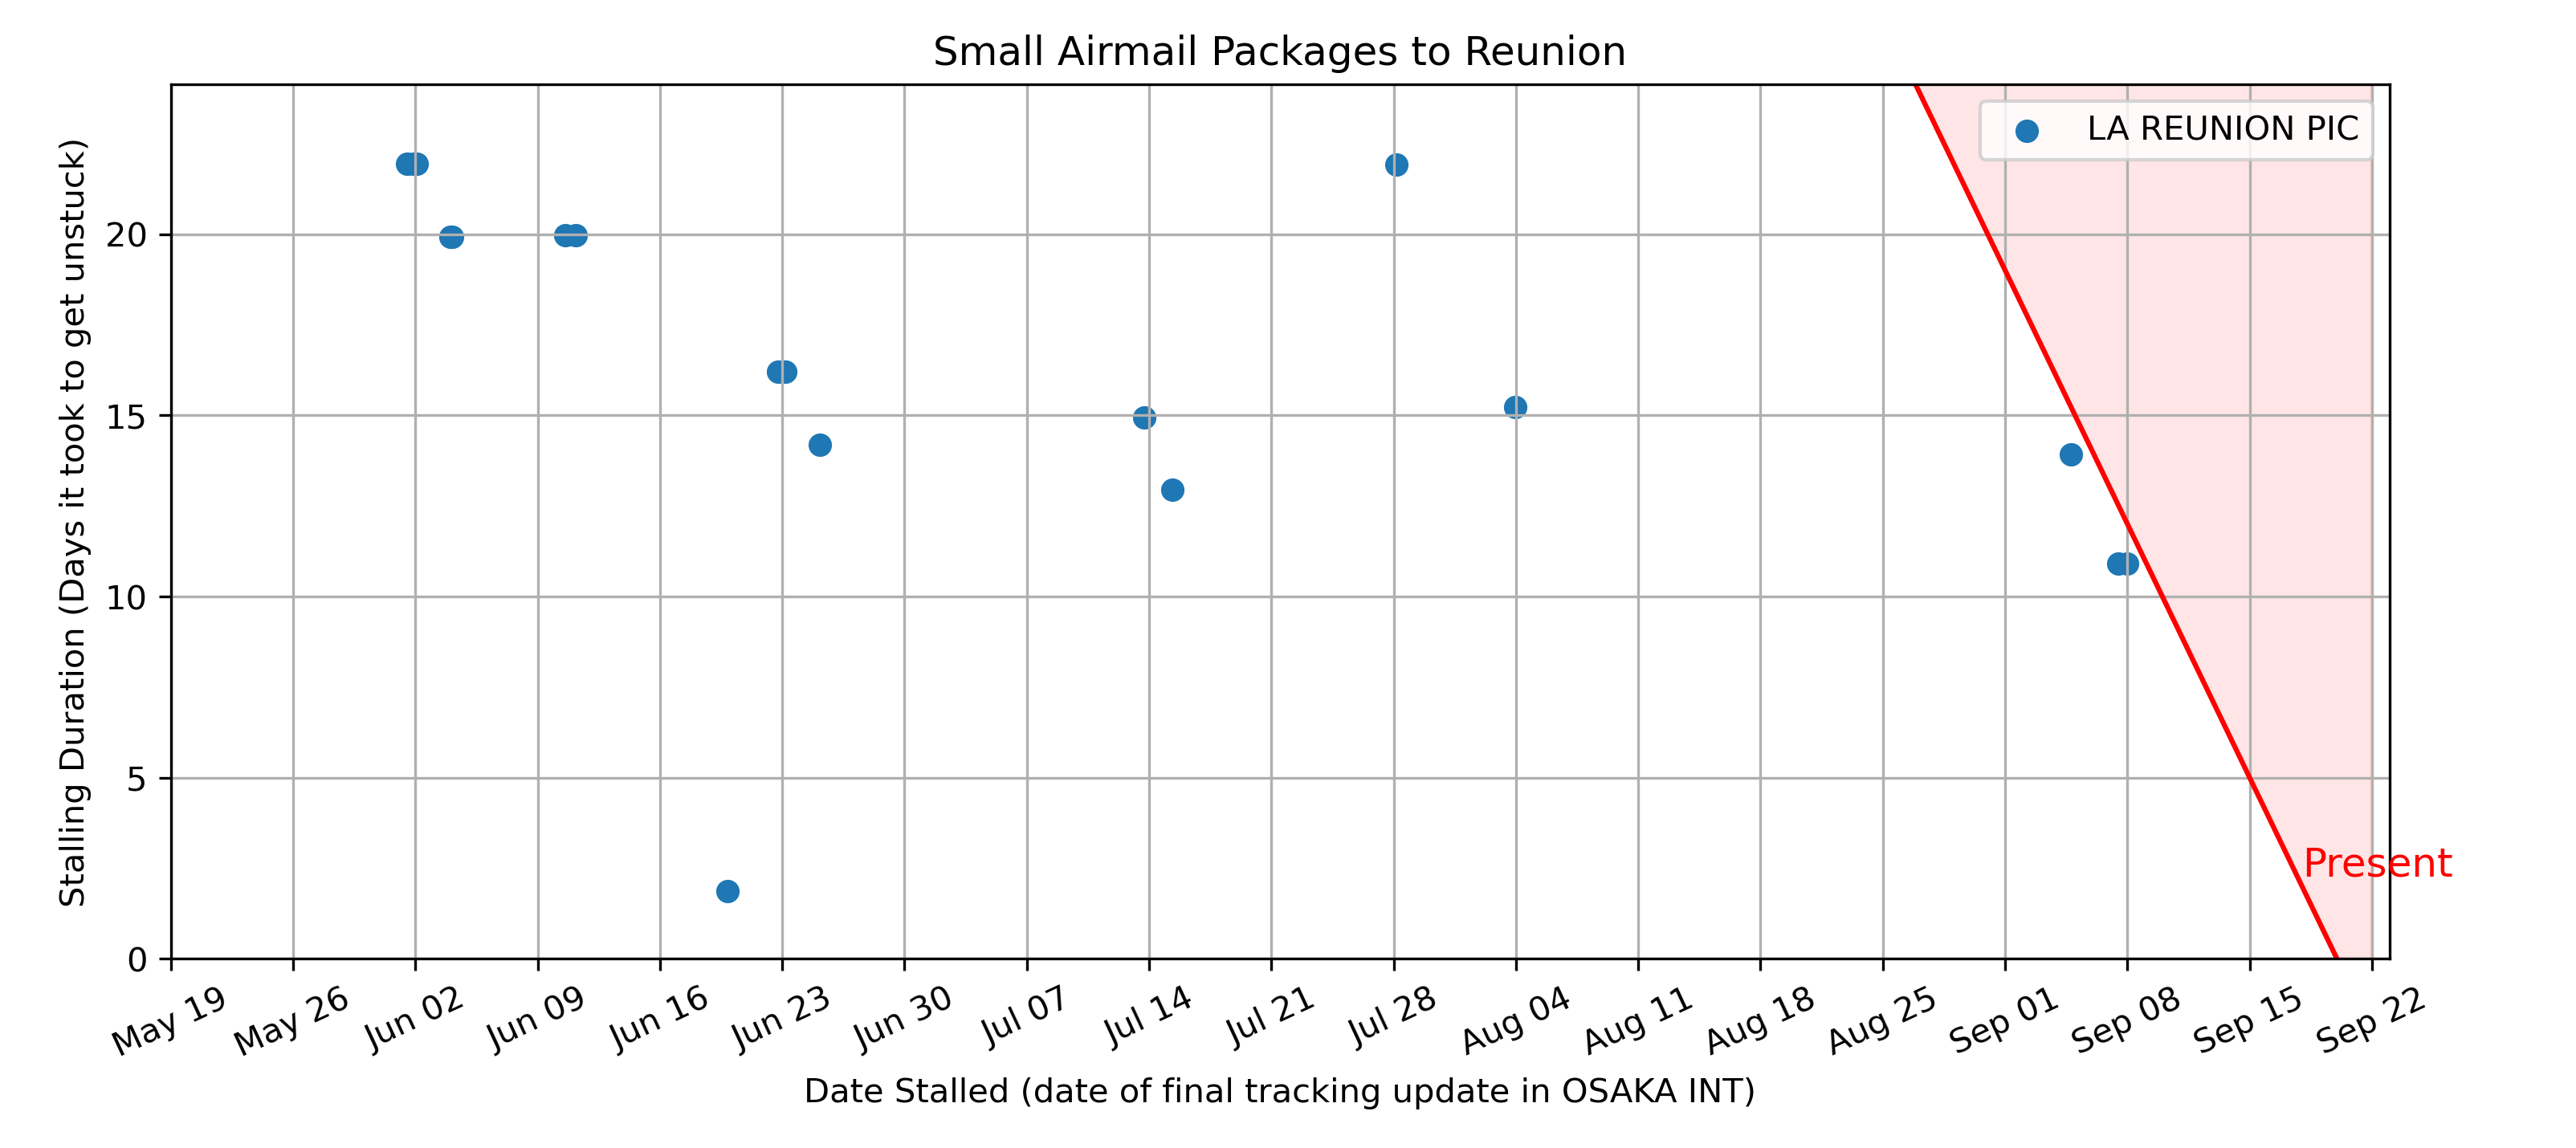 Small Airmail Packages to Reunion
LA REUNION PIC
Stalling Duration (Days it took to get unstuck)
20
15
10
5
0
Present
May 19
May 26
Jun 02
Jun 09
Jun 16
Jun 23
Jun 30
Jul 07
Jul 14
Jul 21
Jul 28
Aug 04
Aug 11
Aug 18
Aug 25
Sep 01
Sep 08
Sep 15
Sep 22
Date Stalled (date of final tracking update in OSAKA INT)